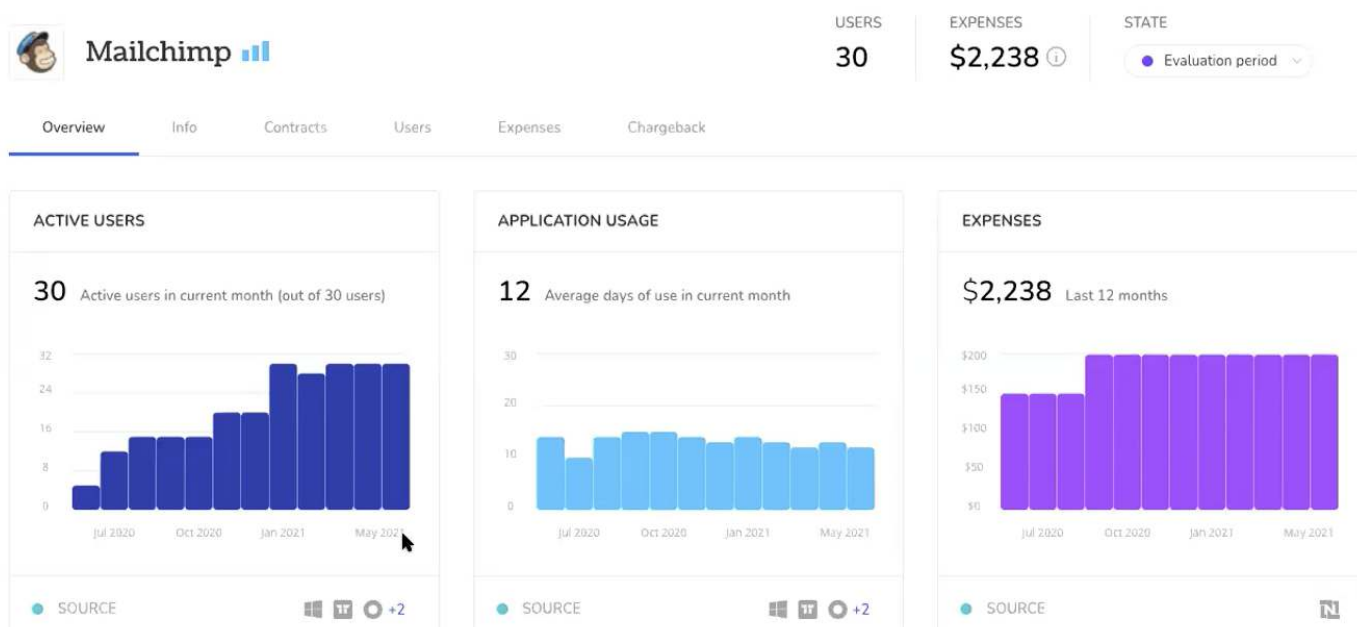 Mailchimp
USERS
30
EXPENSES
$2,238
STATE
Evaluation period
Overview
Info
Contracts
Users
Expenses
Chargeback
ACTIVE USERS
30 Active users in current month (out of 30 users)
32
24
16
8
0
Jul 2020
Oct 2020
Jan 2021
May 2021
SOURCE
+2
APPLICATION USAGE
12 Average days of use in current month
30
20
10
0
Jul 2020
Oct 2020
Jan 2021
May 2021
SOURCE
+2
EXPENSES
$2,238 Last 12 months
$200
$150
$100
$50
$0
Jul 2020
Oct 2020
Jan 2021
May 2021
SOURCE